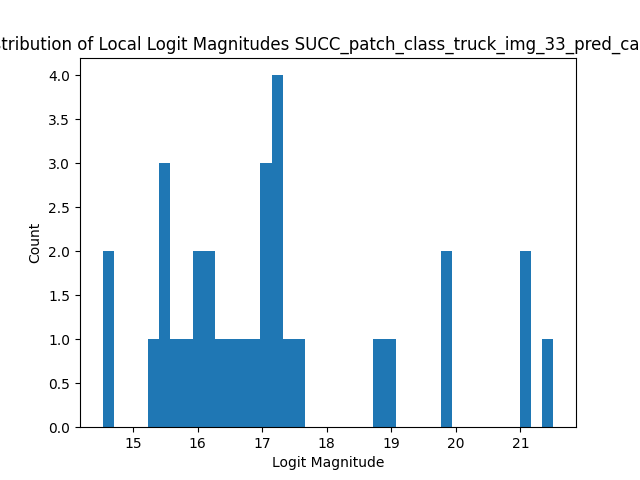 stribution of Local Logit Magnitudes SUCC_patch_class_truck_img_33_pred_ca
4.0
3.5
3.0
2.5
2.0
1.5
1.0
0.5
0.0
Count
15 16 17 18 19 20 21
Logit Magnitude